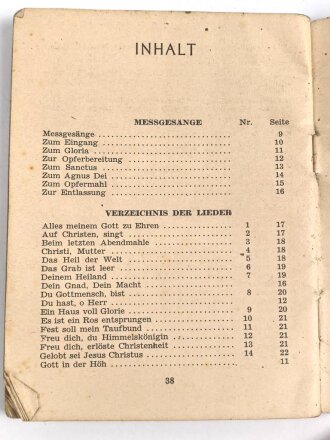 INHALT
MESSGESÄNGE Nr. Seite
Messgesänge 9
Zum Eingang 10
Zum Gloria 11
Zur Opferbereitung 12
Zum Sanctus 13
Zum Agnus Dei 14
Zum Opfermahl 15
Zur Entlassung 16
VERZEICHNIS DER LIEDER
Alles meinem Gott zu Ehren 1 17
Auf Christen, singt 2 17
Beim letzten Abendmahle 3 18
Christi, Mutter 4 18
Das Heil der Welt 5 18
Das Grab ist leer 6 19
Deinem Heiland 7 19
Dein Gnad, Dein Macht 16
Du Gottmensch, bist 8 20
Du hast, o Herr 12
Ein Haus voll Glorie 9 20
Es ist ein Ros entsprungen 10 21
Fest soll mein Taufbund 11 21
Freu dich, du Himmelskönigin 12 21
Freu dich, erlöste Christenheit 13 21
Gelobt sei Jesus Christus 14 22
Gott in der Höh 11
38